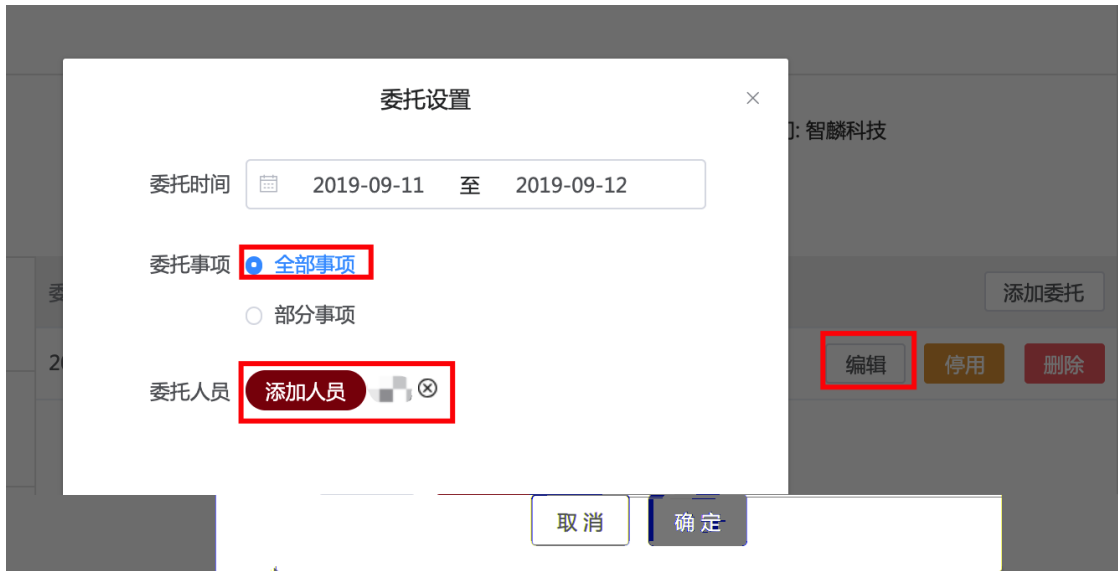 委托设置
门: 智麟科技
委托时间 2019-09-11 至 2019-09-12
委托事项 全部事项
添加委托
部分事项
编辑 停用 删除
委托人员 添加人员
取消 确定